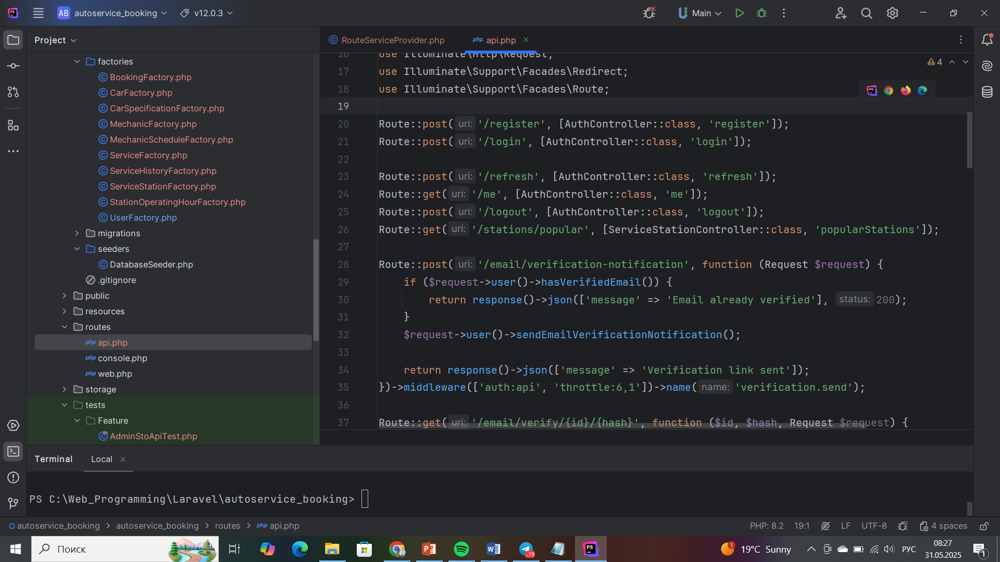 AB autoservice_booking v12.0.3 Main
Project
RouteServiceProvider.php
php api.php
factories
BookingFactory.php
CarFactory.php
CarSpecificationFactory.php
MechanicFactory.php
MechanicScheduleFactory.php
ServiceFactory.php
ServiceHistoryFactory.php
ServiceStationFactory.php
StationOperatingHourFactory.php
UserFactory.php
migrations
seeders
DatabaseSeeder.php
.gitignore
public
resources
routes
php api.php
php console.php
php web.php
storage
tests
Feature
AdminStoApiTest.php
4
16 use Illuminate\Http\Request;
17 use Illuminate\Support\Facades\Redirect;
18 use Illuminate\Support\Facades\Route;
19
20 Route::post( uri: '/register', [AuthController::class, 'register']);
21 Route::post( uri: '/login', [AuthController::class, 'login']);
22
23 Route::post( uri: '/refresh', [AuthController::class, 'refresh']);
24 Route::get( uri: '/me', [AuthController::class, 'me']);
25 Route::post( uri: '/logout', [AuthController::class, 'logout']);
26 Route::get( uri: '/stations/popular', [ServiceStationController::class, 'popularStations']);
27
28 Route::post( uri: '/email/verification-notification', function (Request $request) {
29 if ($request->user()->hasVerifiedEmail()) {
30 return response()->json(['message' => 'Email already verified'], status: 200);
31 }
32 $request->user()->sendEmailVerificationNotification();
33
34 return response()->json(['message' => 'Verification link sent']);
35 })->middleware(['auth:api', 'throttle:6,1'])->name( name: 'verification.send');
36
37 Route::get( uri: '/email/verify/{id}/{hash}', function ($id, $hash, Request $request) {
Terminal Local
PS C:\Web_Programming\Laravel\autoservice_booking>
autoservice_booking > autoservice_booking > routes > php api.php
PHP: 8.2 19:1 LF UTF-8 4 spaces
Поиск
..19
PS
1
19°C Sunny
РУС
08:27
31.05.2025
1